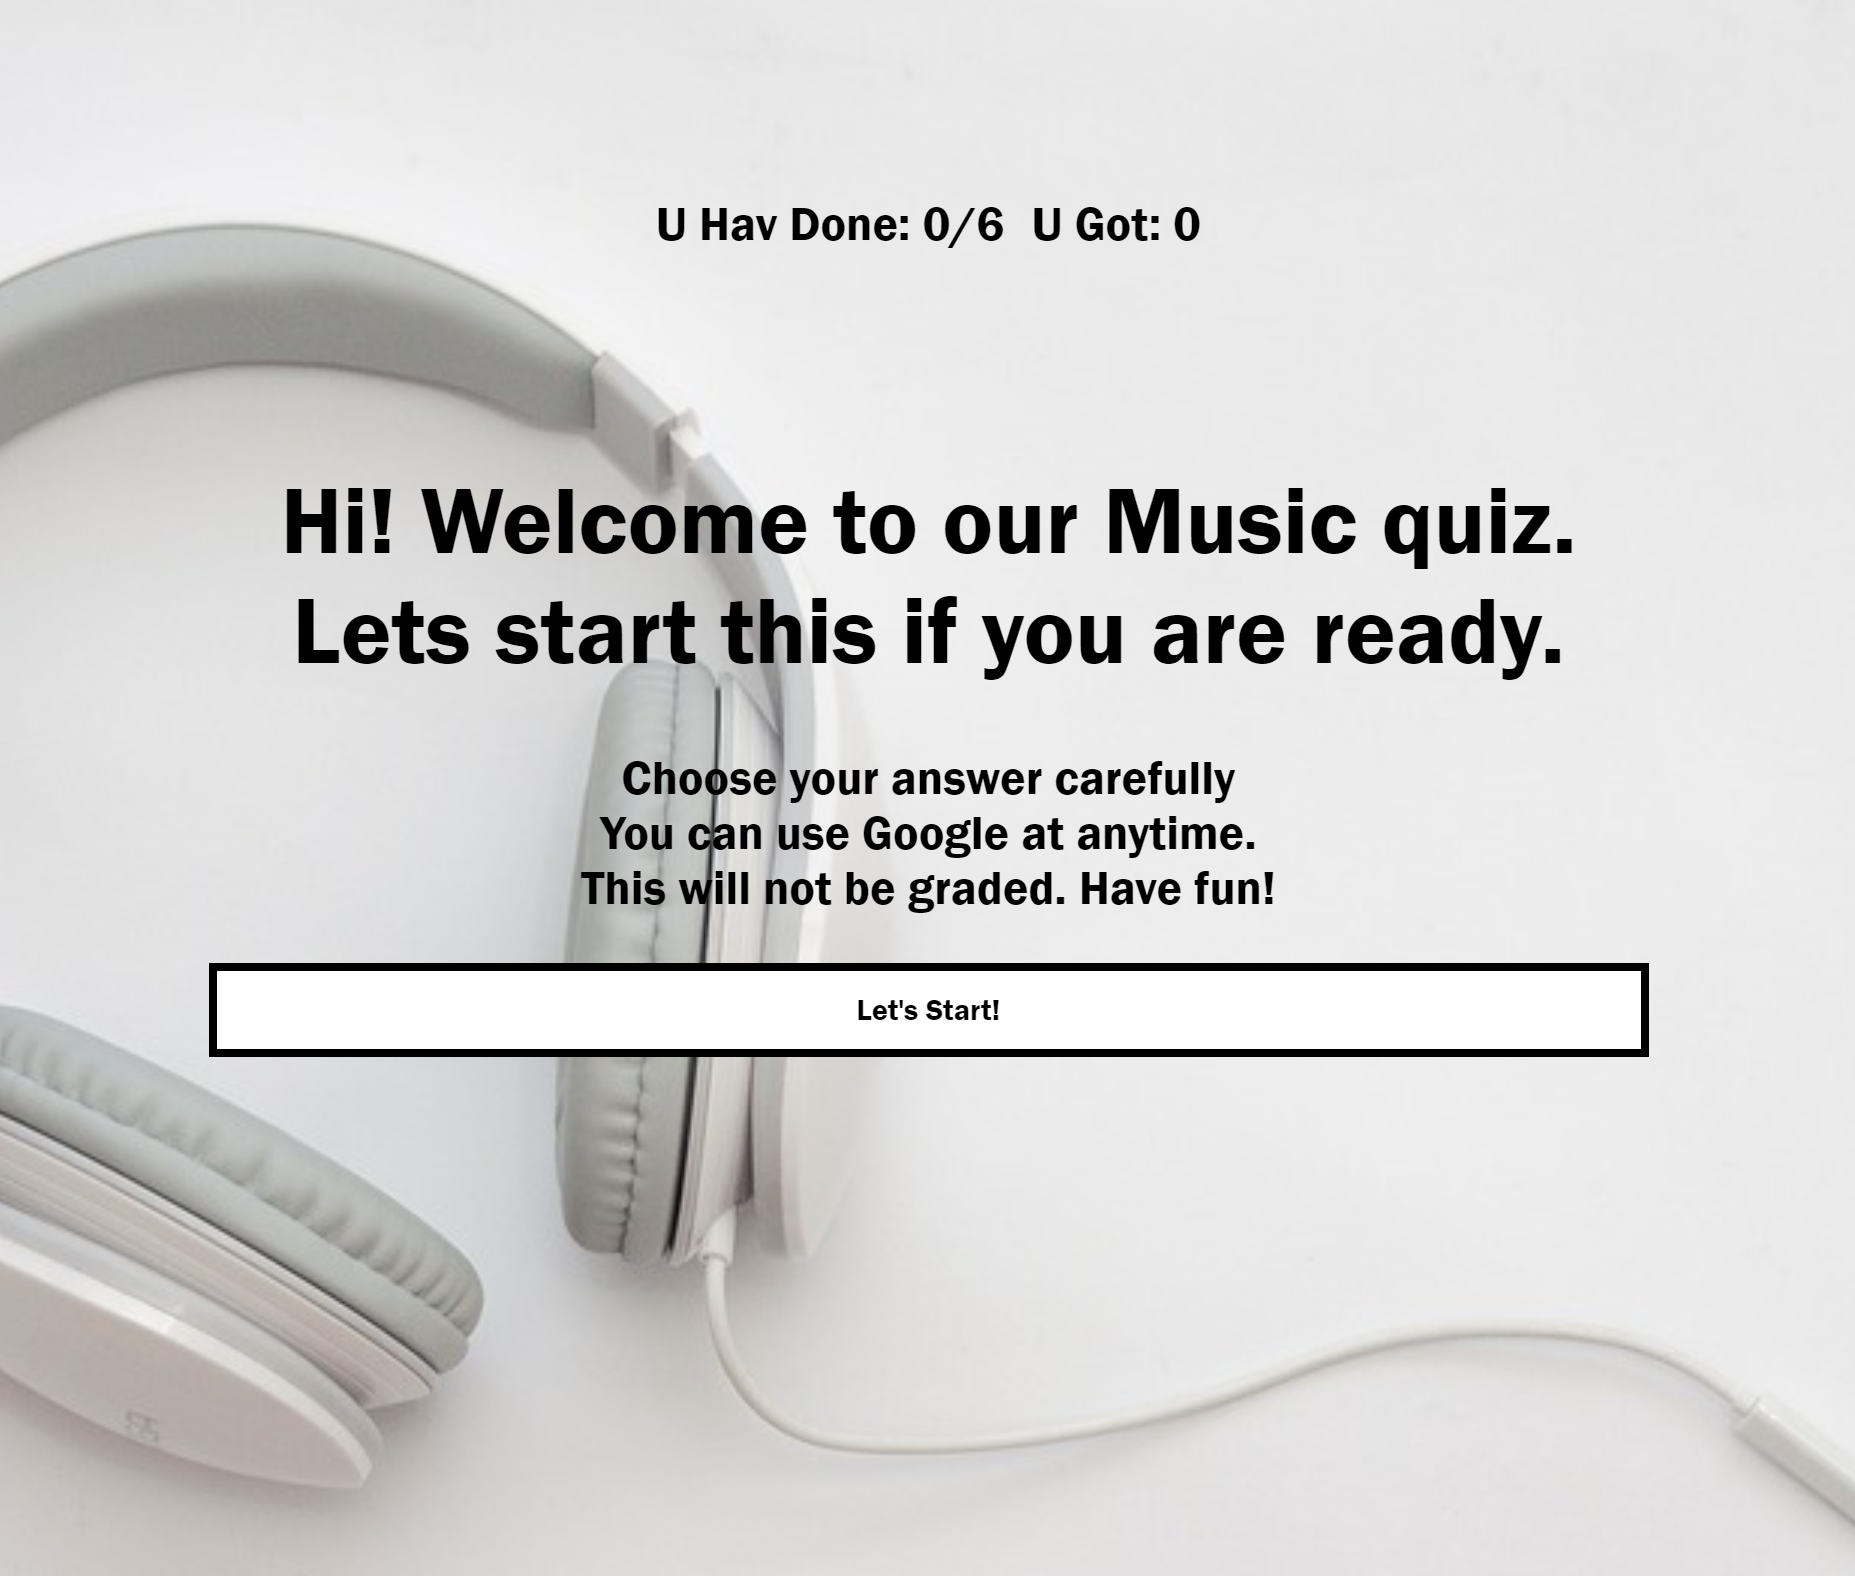 U Hav Done: 0/6  U Got: 0
Hi! Welcome to our Music quiz.
Lets start this if you are ready.
Choose your answer carefully
You can use Google at anytime.
This will not be graded. Have fun!
Let's Start!